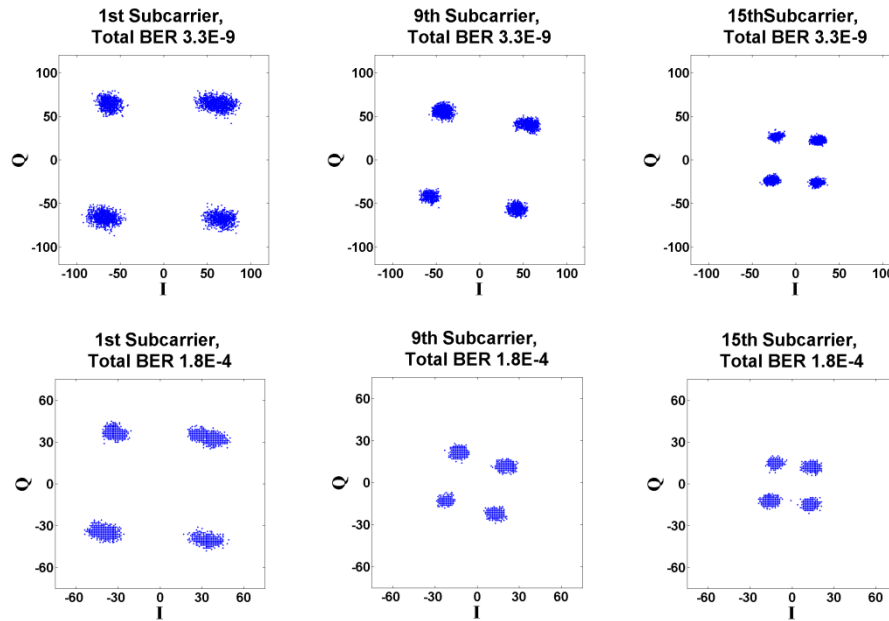 1st Subcarrier,
Total BER 3.3E-9
9th Subcarrier,
Total BER 3.3E-9
15thSubcarrier,
Total BER 3.3E-9
100
50
0
-50
-100
Q
-100 -50 0 50 100
I
100
50
0
-50
-100
Q
-100 -50 0 50 100
I
100
50
0
-50
-100
Q
-100 -50 0 50 100
I
1st Subcarrier,
Total BER 1.8E-4
9th Subcarrier,
Total BER 1.8E-4
15th Subcarrier,
Total BER 1.8E-4
60
30
0
-30
-60
Q
-60 -30 0 30 60
I
60
30
0
-30
-60
Q
-60 -30 0 30 60
I
60
30
0
-30
-60
Q
-60 -30 0 30 60
I